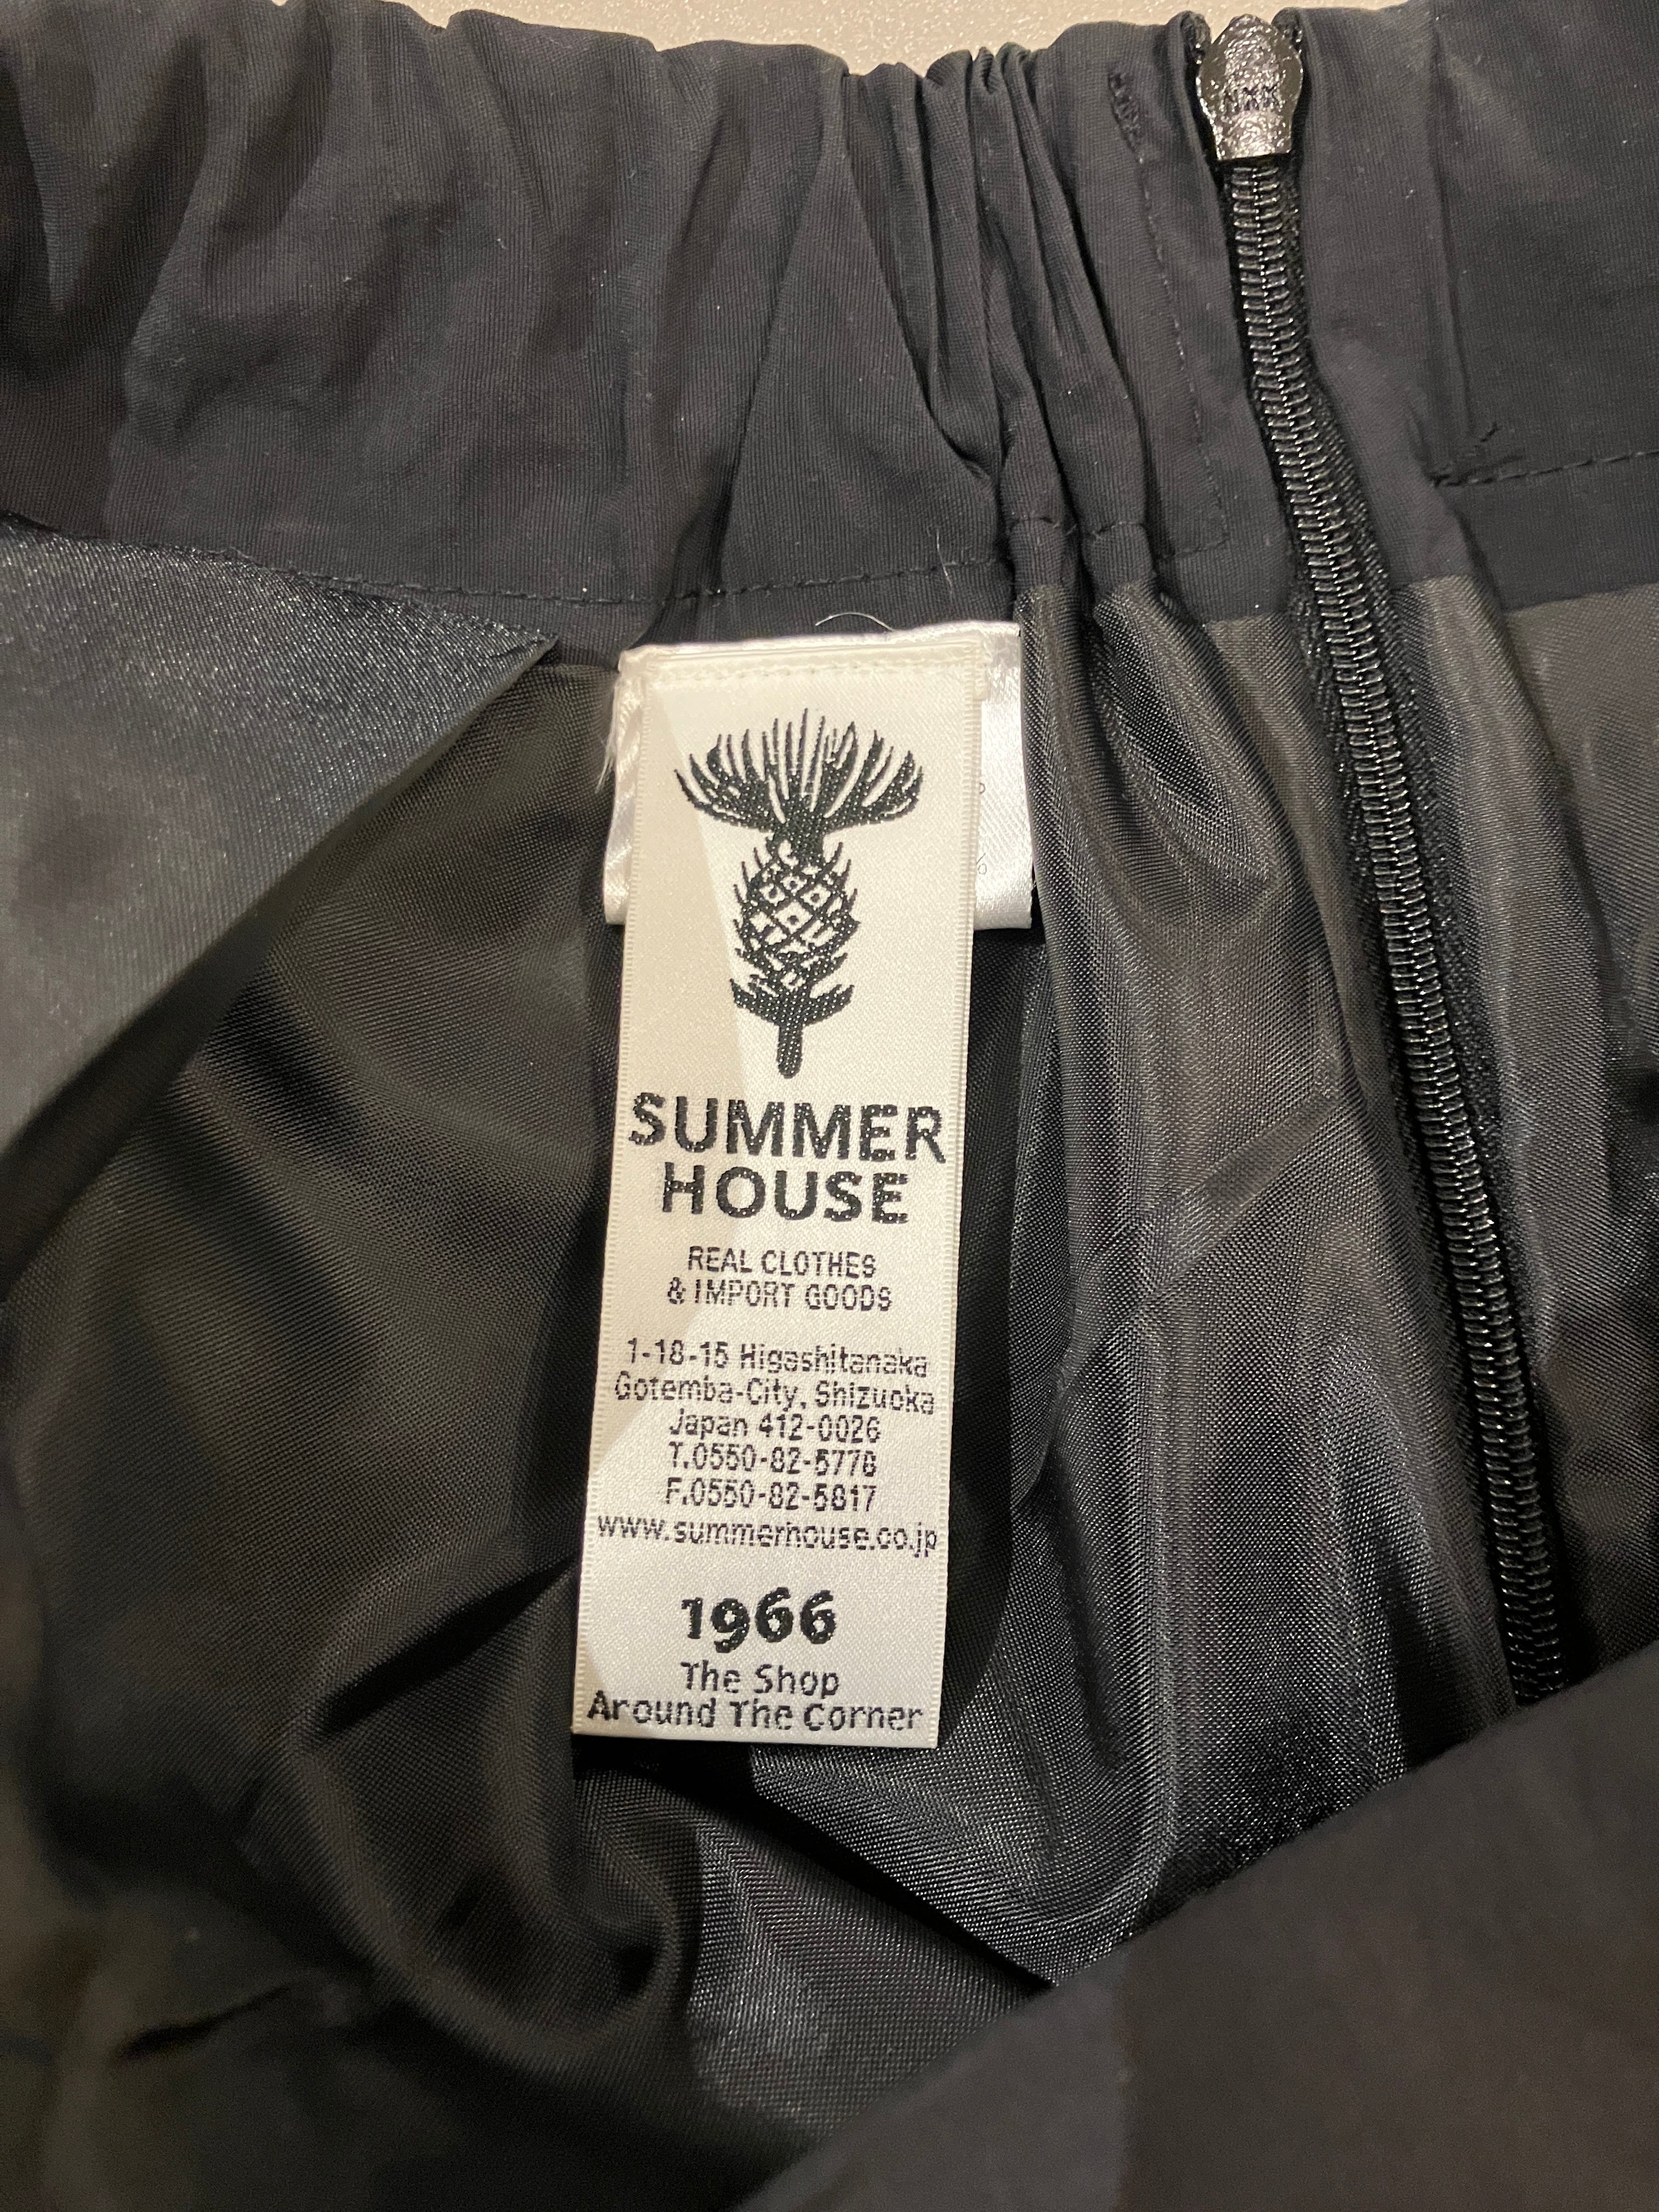 SUMMER
HOUSE
REAL CLOTHES
& IMPORT GOODS
1-18-15 Higashitanaka
Gotemba-City, Shizuoka
Japan 412-0026
T.0550-82-5776
F.0550-82-5817
www.summerhouse.co.jp
1966
The Shop
Around The Corner